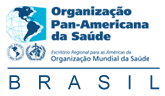 Organização
Pan-Americana
da Saúde
Escritório Regional para as Américas da
Organização Mundial da Saúde
BRASIL